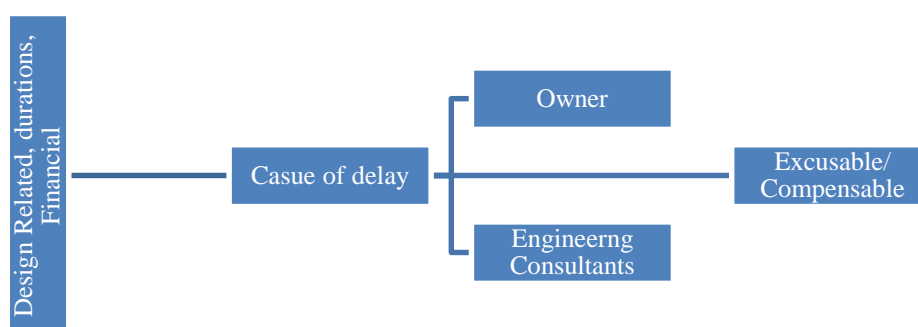 Design Related, durations,
Financial
Casue of delay
Owner
Engineerng
Consultants
Excusable/
Compensable